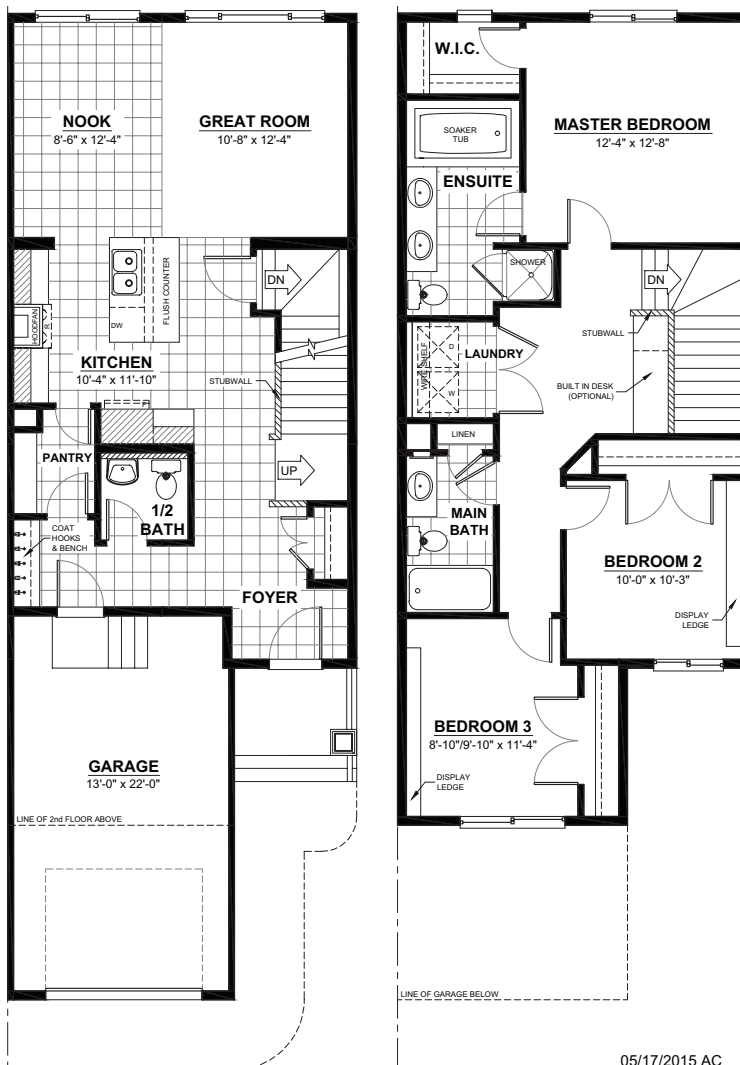 NOOK
8'-6" x 12'-4"
GREAT ROOM
10'-8" x 12'-4"
HOODFAN
R
DW
FLUSH COUNTER
DN
KITCHEN
10'-4" x 11'-10"
STUBWALL
F
PANTRY
UP
1/2
BATH
COAT
HOOKS
& BENCH
FOYER
GARAGE
13'-0" x 22'-0"
LINE OF 2nd FLOOR ABOVE
W.I.C.
MASTER BEDROOM
12'-4" x 12'-8"
SOAKER
TUB
ENSUITE
SHOWER
DN
STUBWALL
WIRE SHELF
D
W
LAUNDRY
BUILT IN DESK
(OPTIONAL)
LINEN
MAIN
BATH
BEDROOM 2
10'-0" x 10'-3"
DISPLAY
LEDGE
BEDROOM 3
8'-10"/9'-10" x 11'-4"
DISPLAY
LEDGE
LINE OF GARAGE BELOW
05/17/2015 AC